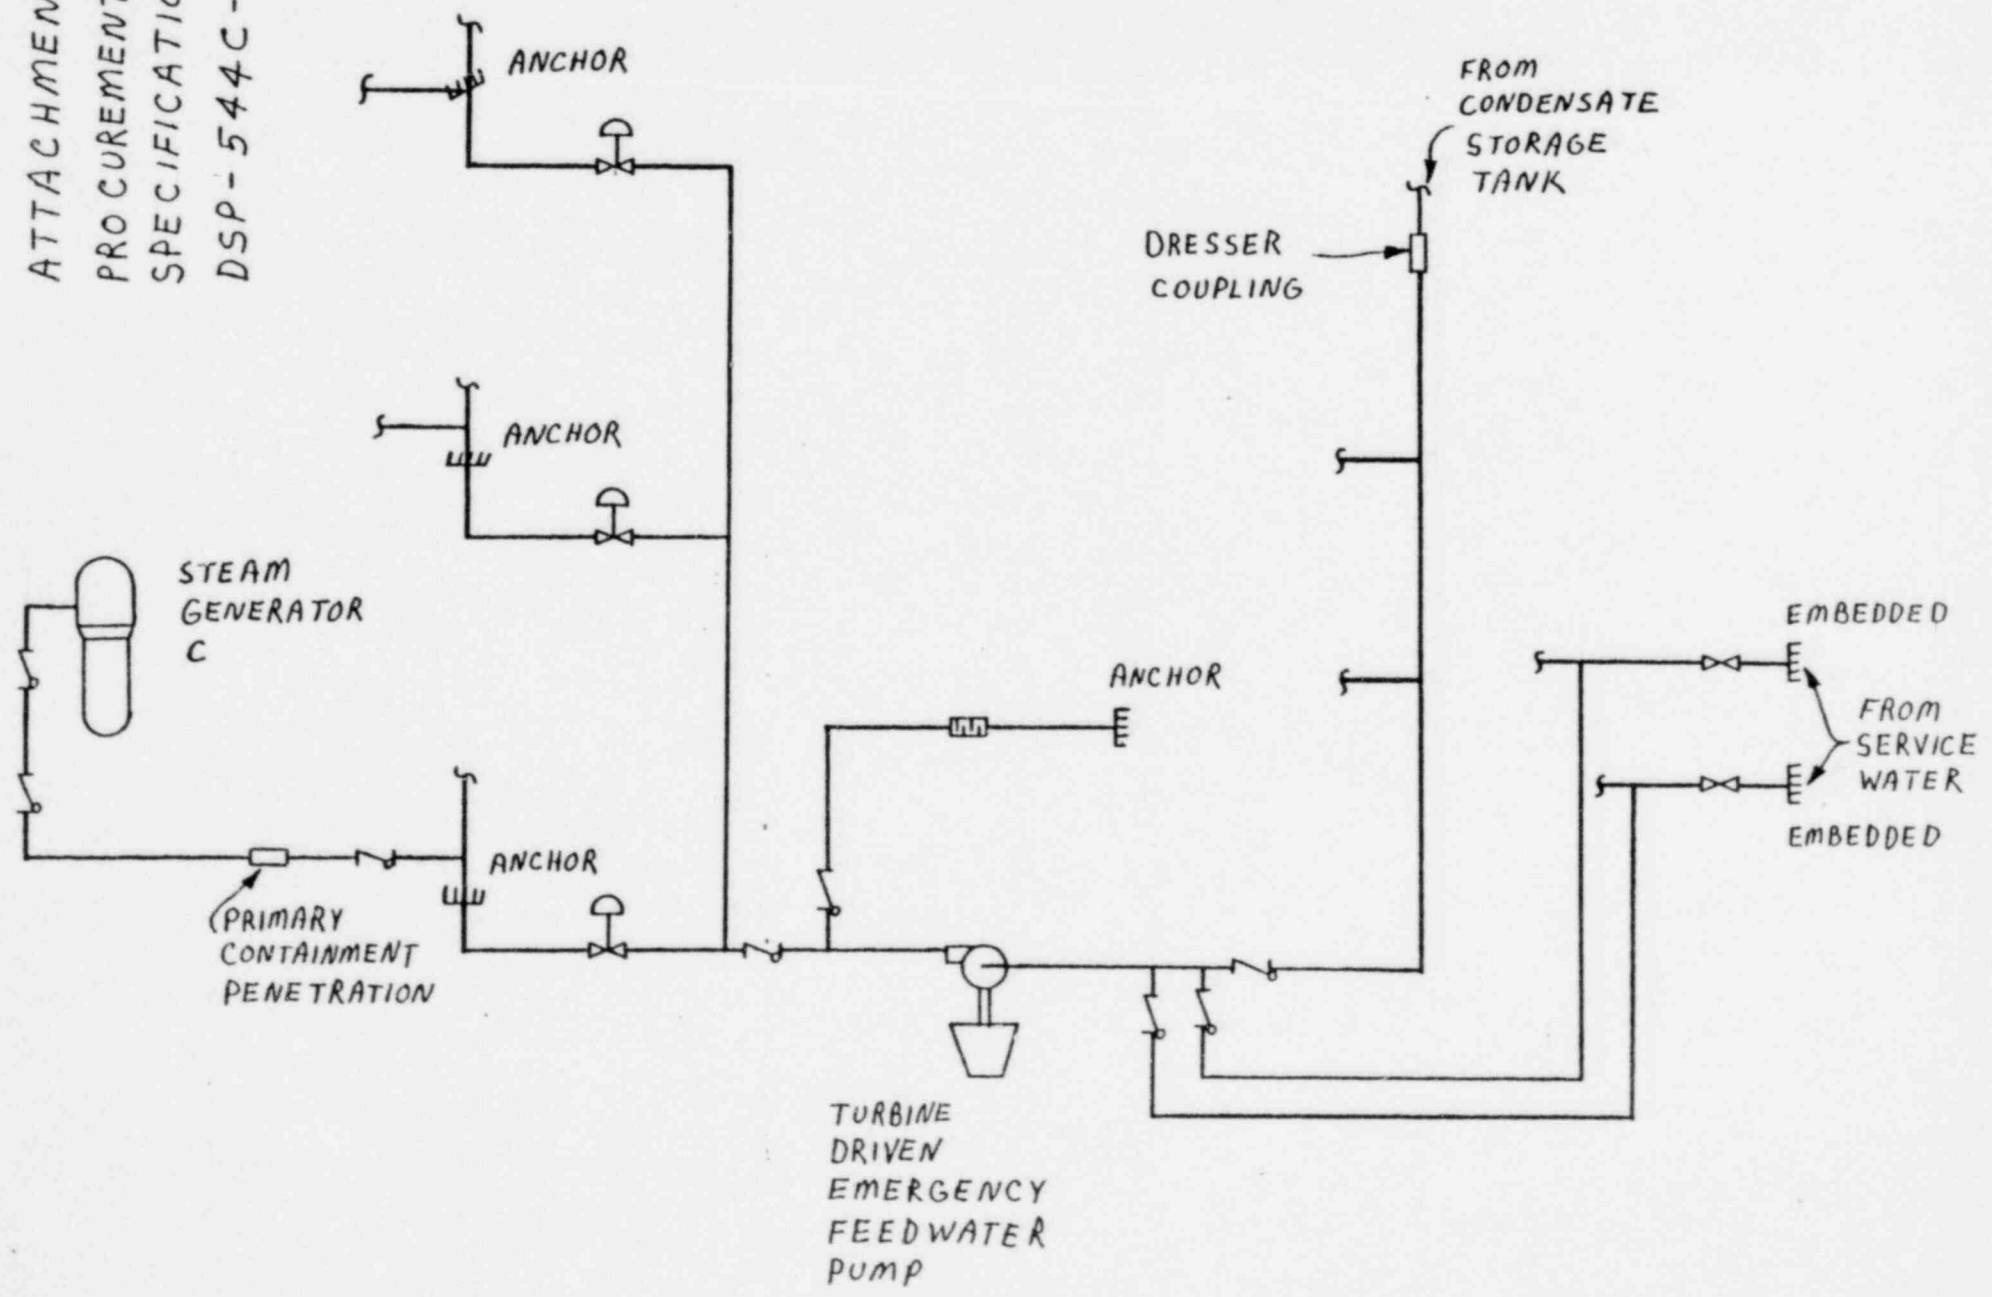 ATTACHMEN
PROCUREMENT
SPECIFICATIO
DSP-544C-
ANCHOR
FROM
CONDENSATE
STORAGE
TANK
DRESSER
COUPLING
ANCHOR
STEAM
GENERATOR
C
ANCHOR
EMBEDDED
FROM
SERVICE
WATER
EMBEDDED
ANCHOR
PRIMARY
CONTAINMENT
PENETRATION
TURBINE
DRIVEN
EMERGENCY
FEEDWATER
PUMP